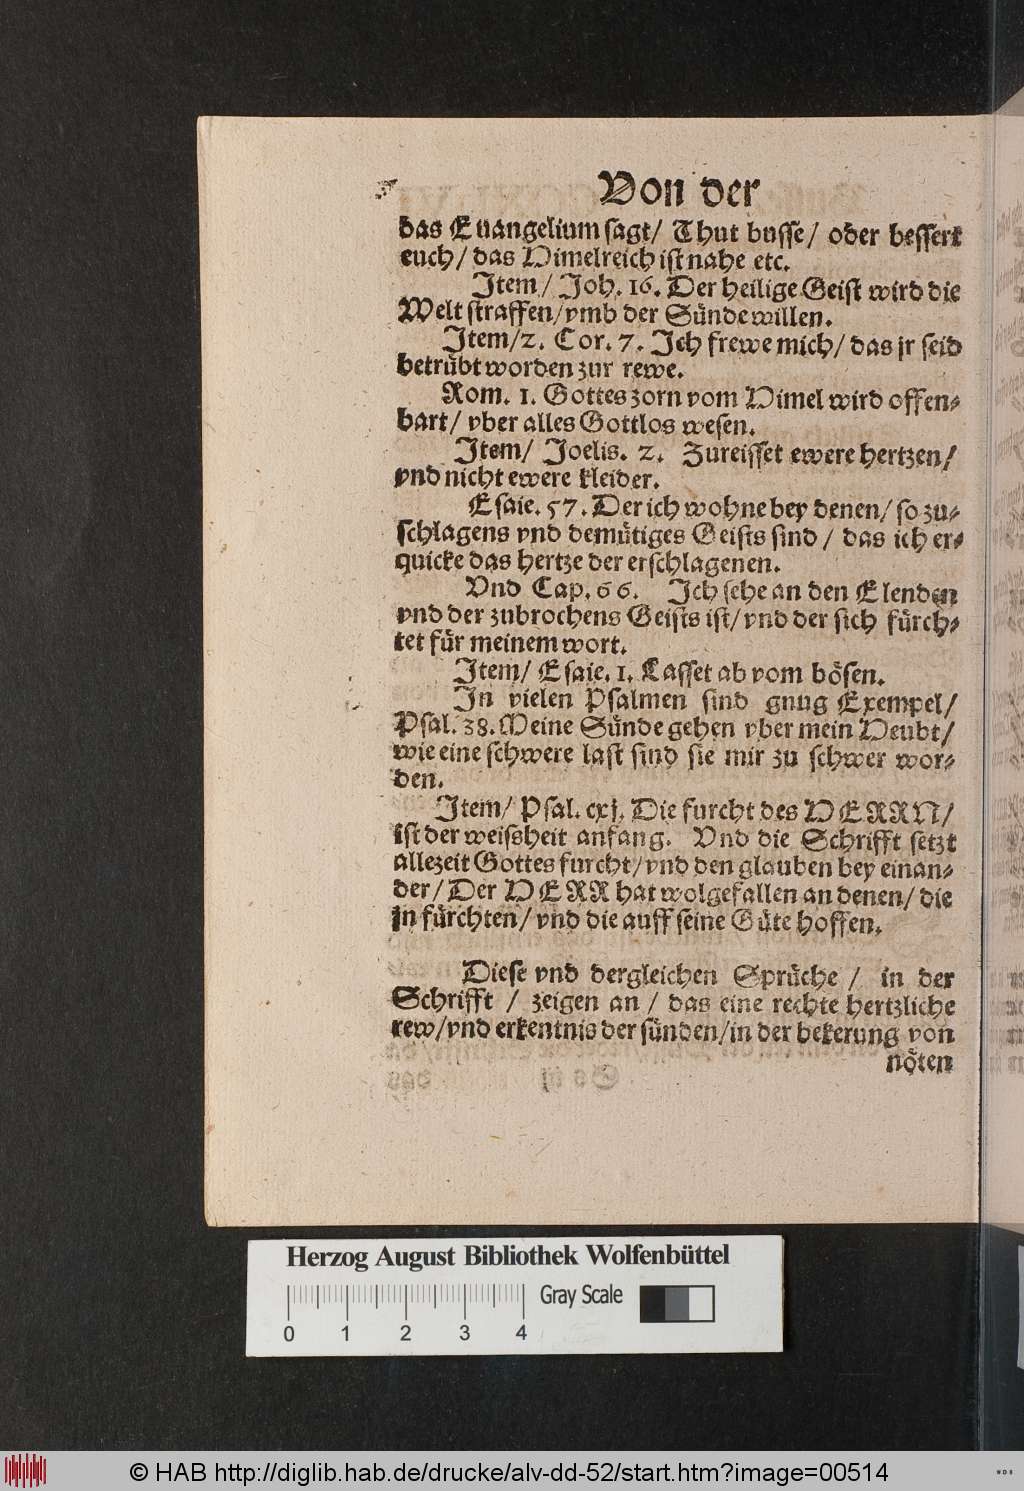 Von der
das Euangelium sagt/ Thut busse/ oder bessert
euch/ das Himelreich ist nahe etc.
Item/ Joh. 16. Der heilige Geist wird die
Welt straffen/vmb der Sünde willen.
Item/2. Cor. 7. Ich frewe mich/ das jr seid
betrübt worden zur rewe.
Rom. 1. Gottes zorn vom Himel wird offen-
bart/ vber alles Gottlos wesen.
Item/ Joelis. 2. Zureisset ewere hertzen/
vnd nicht ewere kleider.
Esaie. 57. Der ich wohne bey denen/ so zu-
schlagens vnd demütiges Geists sind/ das ich er-
quicke das hertze der erschlagenen.
Vnd Cap. 66. Ich sehe an den Elenden
vnd der zubrochens Geists ist/vnd der sich fürch-
tet für meinem wort.
Item/ Esaie. 1. Lasset ab vom bösen.
In vielen Psalmen sind gnug Exempel/
Psal. 38. Meine Sünde gehen vber mein Heubt/
wie eine schwere last sind sie mir zu schwer wor-
den.
Item/ Psal. cxj. Die furcht des HERRN/
ist der weisheit anfang. Vnd die Schrifft setzt
allezeit Gottes furcht/vnd den glauben bey einan-
der/ Der HERR hat wolgefallen an denen/ die
jn fürchten/ vnd die auff seine Güte hoffen.
Diese vnd dergleichen Sprüche/ in der
Schrifft/ zeigen an/ das eine rechte hertzliche
rew/vnd erkentnis der sünden/in der bekerung von
nöten
Herzog August Bibliothek Wolfenbüttel
Gray Scale
0 1 2 3 4
© HAB http://diglib.hab.de/drucke/alv-dd-52/start.htm?image=00514